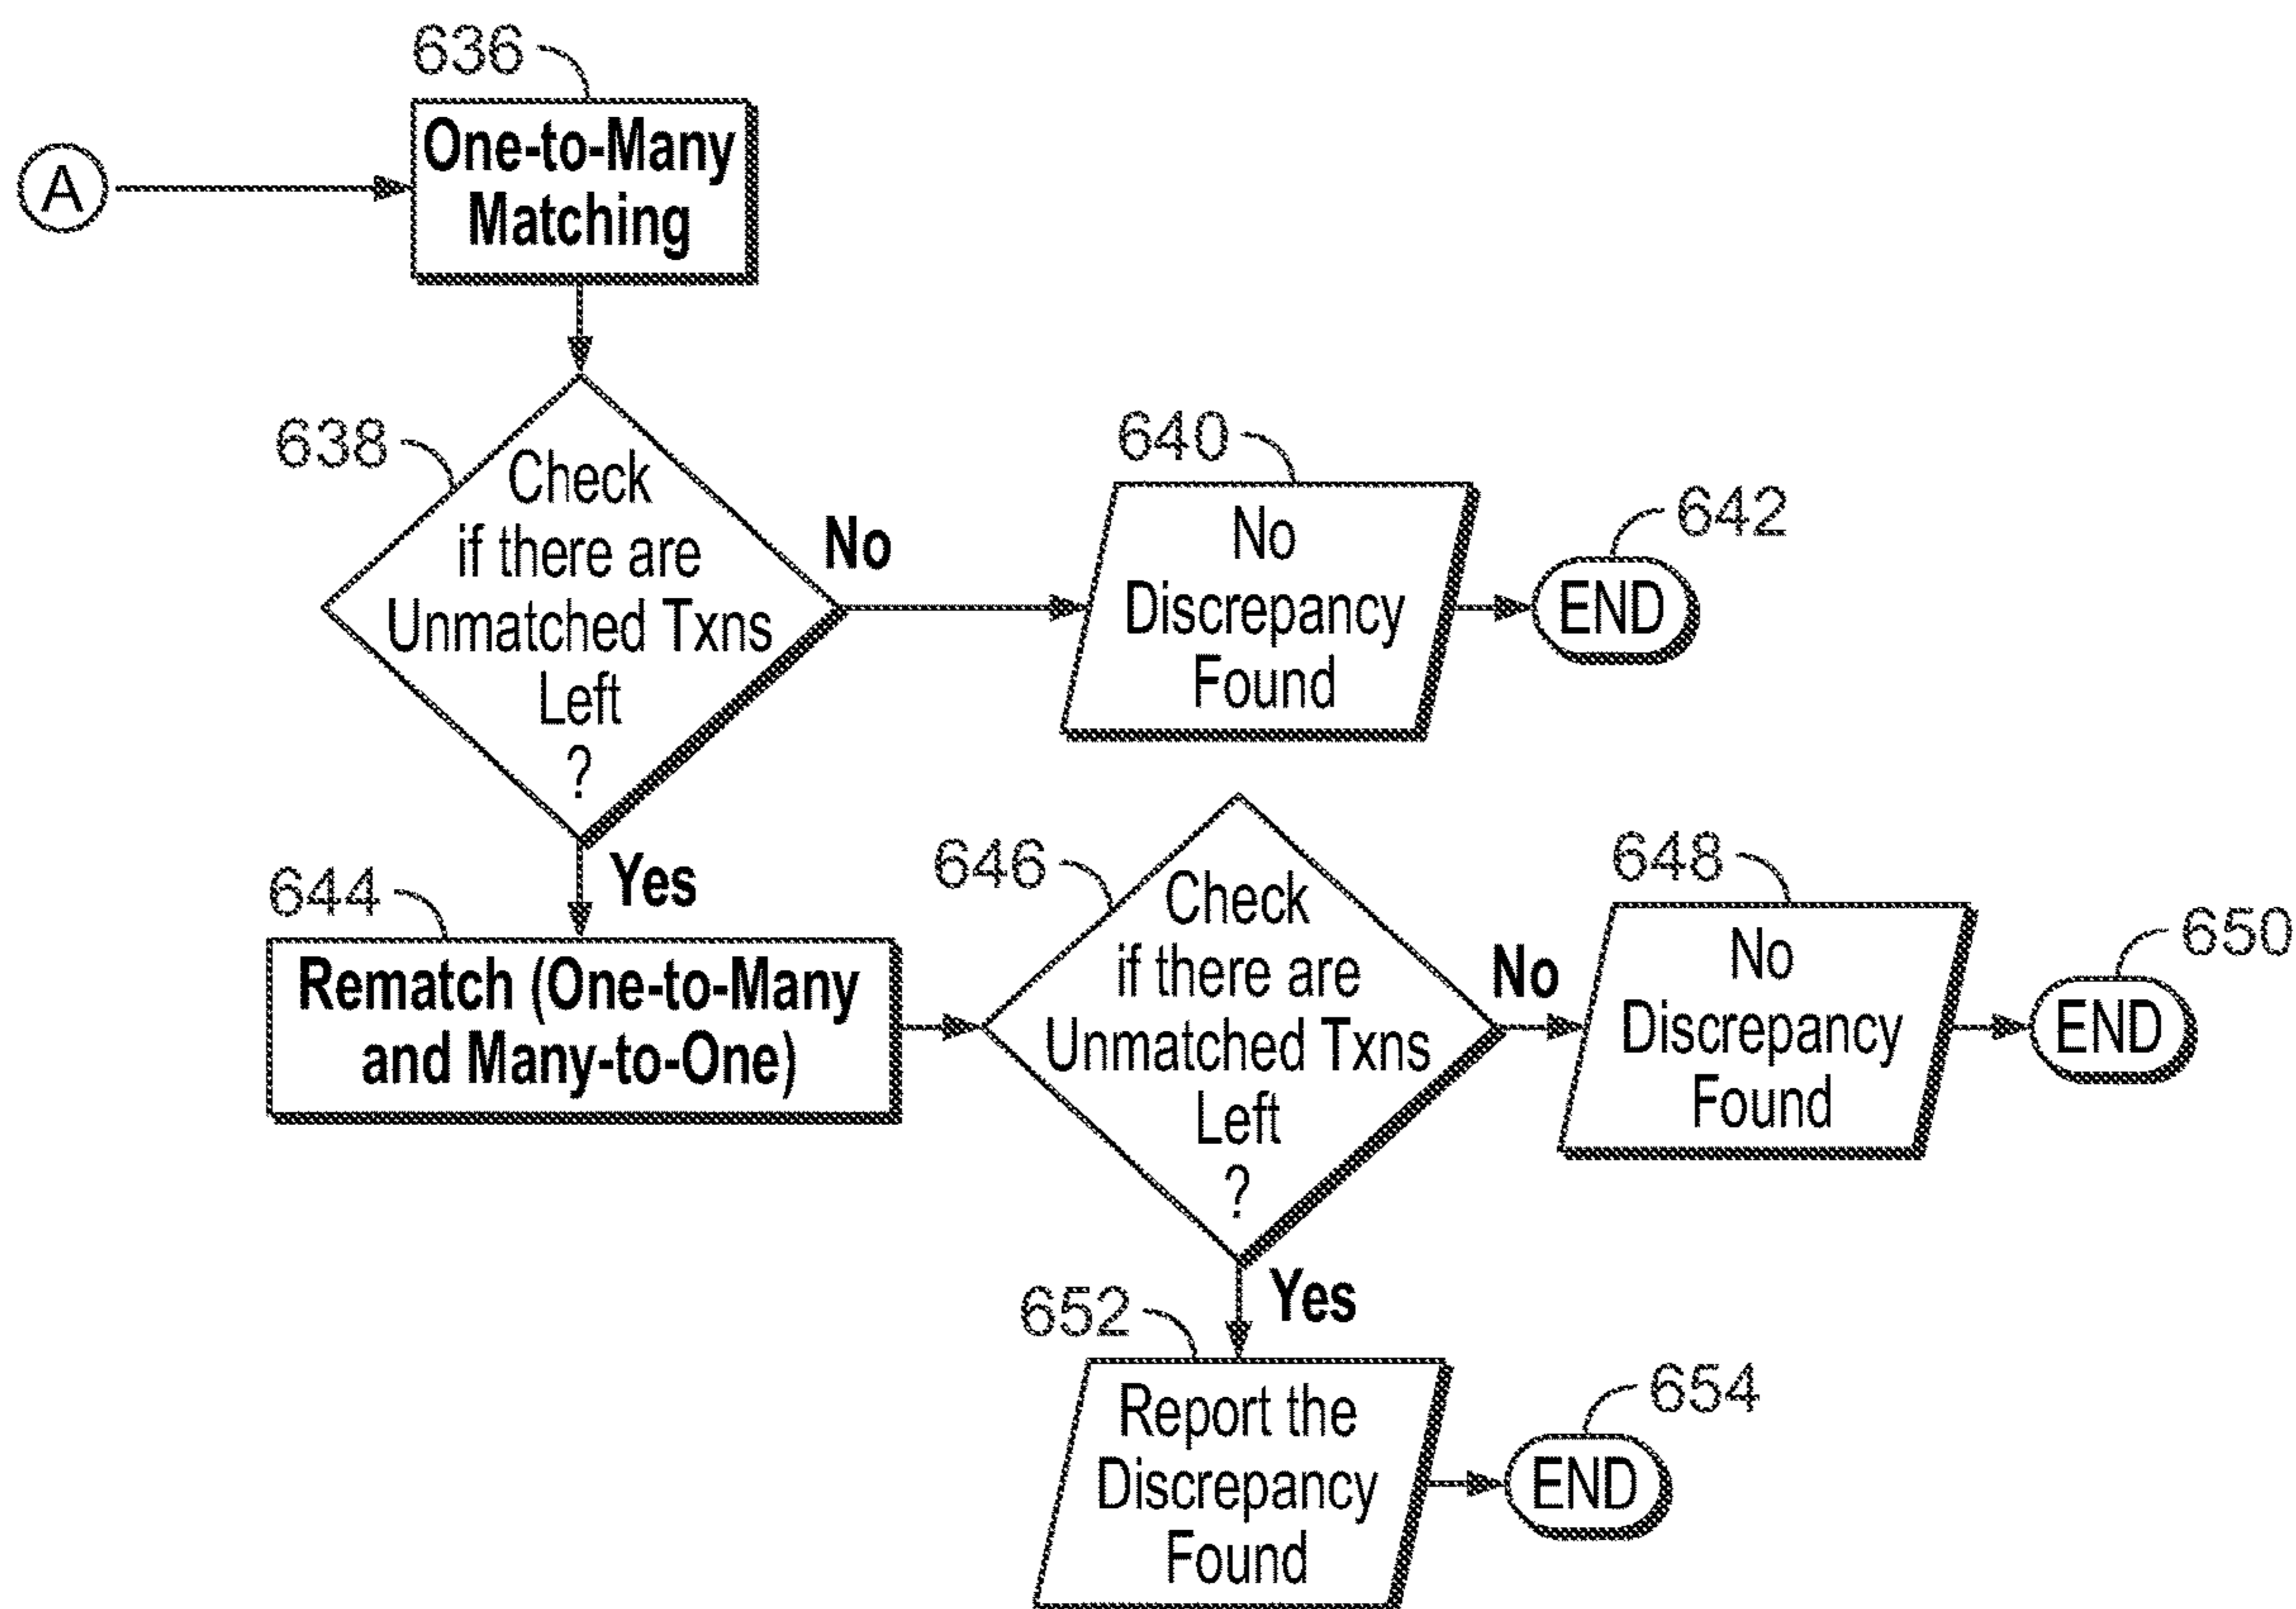 636
A
One-to-Many
Matching
638
Check
if there are
Unmatched Txns
Left
?
No
640
No
Discrepancy
Found
642
END
Yes
644
Rematch (One-to-Many
and Many-to-One)
646
Check
if there are
Unmatched Txns
Left
?
No
648
No
Discrepancy
Found
650
END
Yes
652
Report the
Discrepancy
Found
654
END